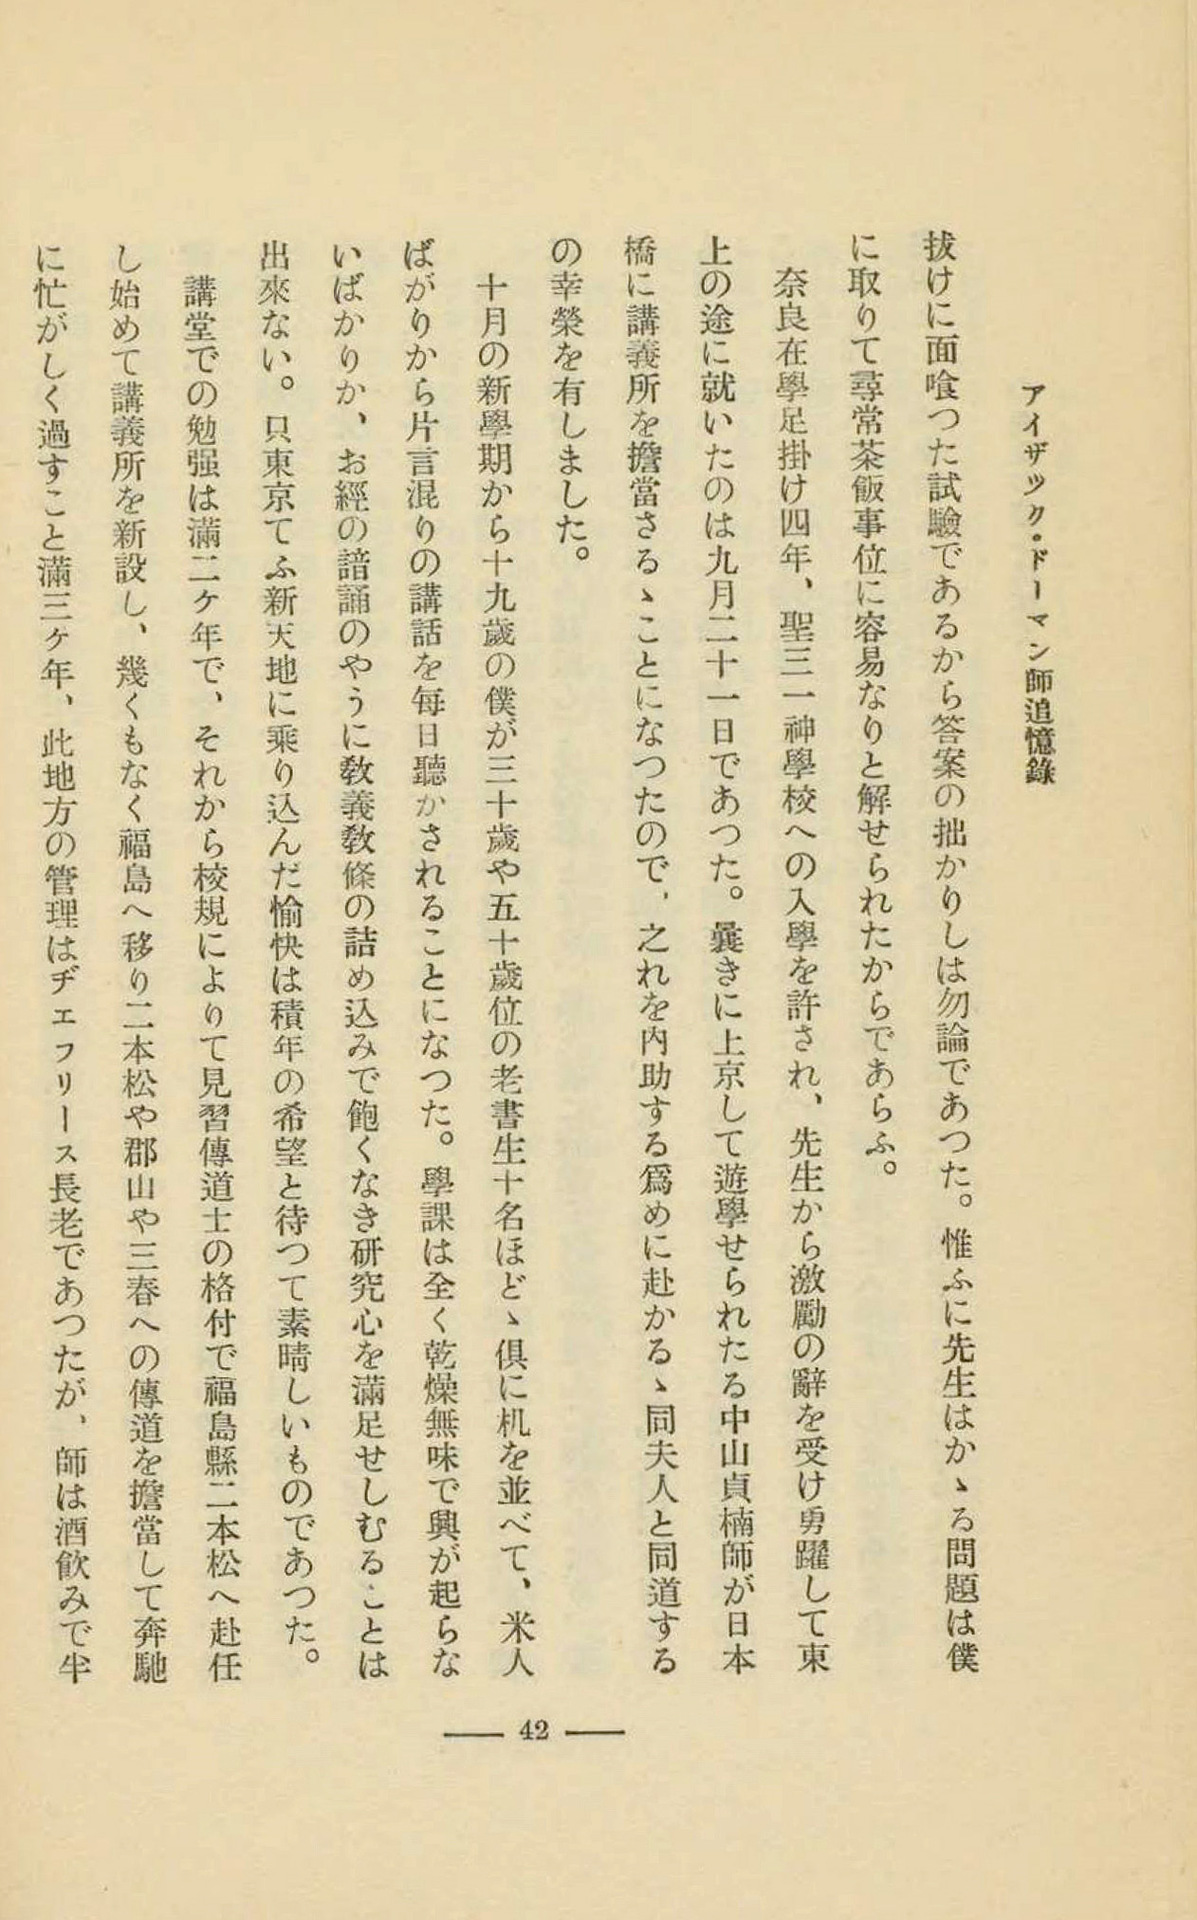 アイザック・ドーマン師追憶錄
拔けに面喰つた試驗であるから答案の拙かりしは勿論であつた。惟ふに先生はかゝる問題は僕
に取りて尋常茶飯事位に容易なりと解せられたからであらふ。
奈良在學足掛け四年、聖三一神學校への入學を許され、先生から激勵の辭を受け勇躍して東
上の途に就いたのは九月二十一日であつた。曩きに上京して遊學せられたる中山貞楠師が日本
橋に講義所を擔當さるゝことになつたので、之れを內助する爲めに赴かるゝ同夫人と同道する
の幸榮を有しました。
十月の新學期から十九歲の僕が三十歲や五十歲位の老書生十名ほどゝ俱に机を並べて、米人
ばがりから片言混りの講話を每日聽かされることになつた。學課は全く乾燥無味で興が起らな
いばかりか、お經の諳誦のやうに敎義敎條の詰め込みで飽くなき硏究心を滿足せしむることは
出來ない。只東京てふ新天地に乘り込んだ愉快は積年の希望と待つて素晴しいものであつた。
講堂での勉强は滿二ケ年で、それから校規によりて見習傳道士の格付で福島縣二本松へ赴任
し始めて講義所を新設し、幾くもなく福島へ移り二本松や郡山や三春への傳道を擔當して奔馳
に忙がしく過すこと滿三ヶ年、此地方の管理はヂエフリース長老であつたが、師は酒飮みで半
42